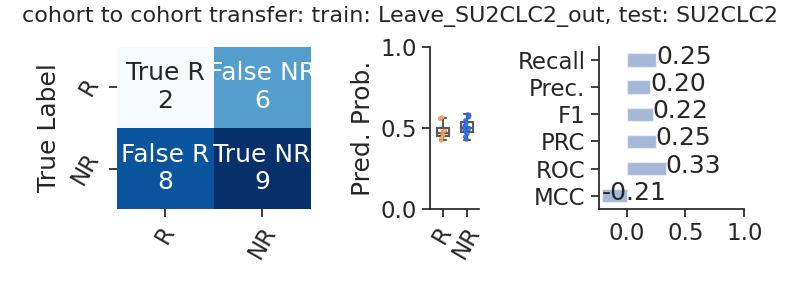 cohort to cohort transfer: train: Leave_SU2CLC2_out, test: SU2CLC2
True Label
R
NR
True R
2
False NR
6
False R
8
True NR
9
R
NR
Pred. Prob.
1.0
0.5
0.0
R
NR
Recall
0.25
Prec.
0.20
F1
0.22
PRC
0.25
ROC
0.33
MCC
-0.21
0.0 0.5 1.0